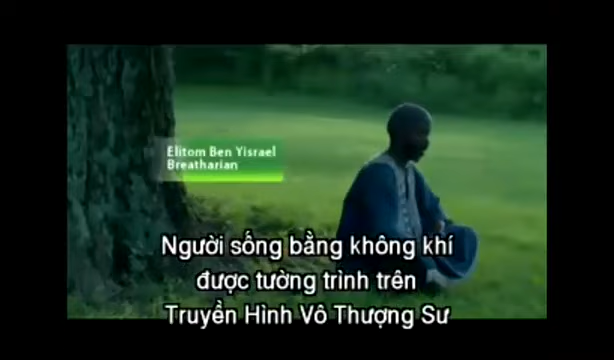 Elitom Ben Yisrael
Breatharian
Người sống bằng không khí
được tường trình trên
Truyền Hình Vô Thượng Sư